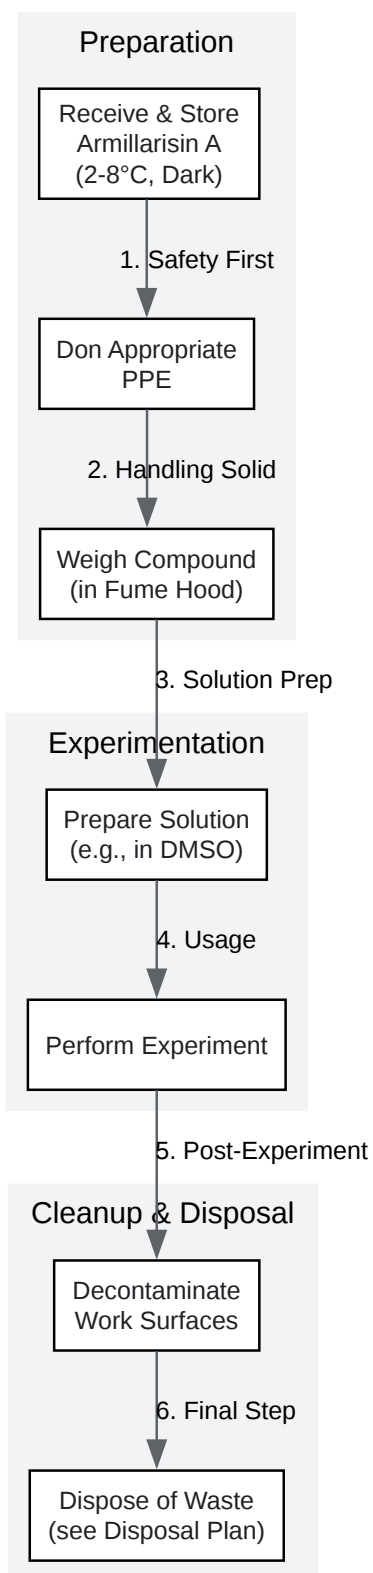 Preparation
Receive & Store
Armillarisin A
(2-8°C, Dark)
1. Safety First
Don Appropriate
PPE
2. Handling Solid
Weigh Compound
(in Fume Hood)
3. Solution Prep
Experimentation
Prepare Solution
(e.g., in DMSO)
4. Usage
Perform Experiment
5. Post-Experiment
Cleanup & Disposal
Decontaminate
Work Surfaces
6. Final Step
Dispose of Waste
(see Disposal Plan)